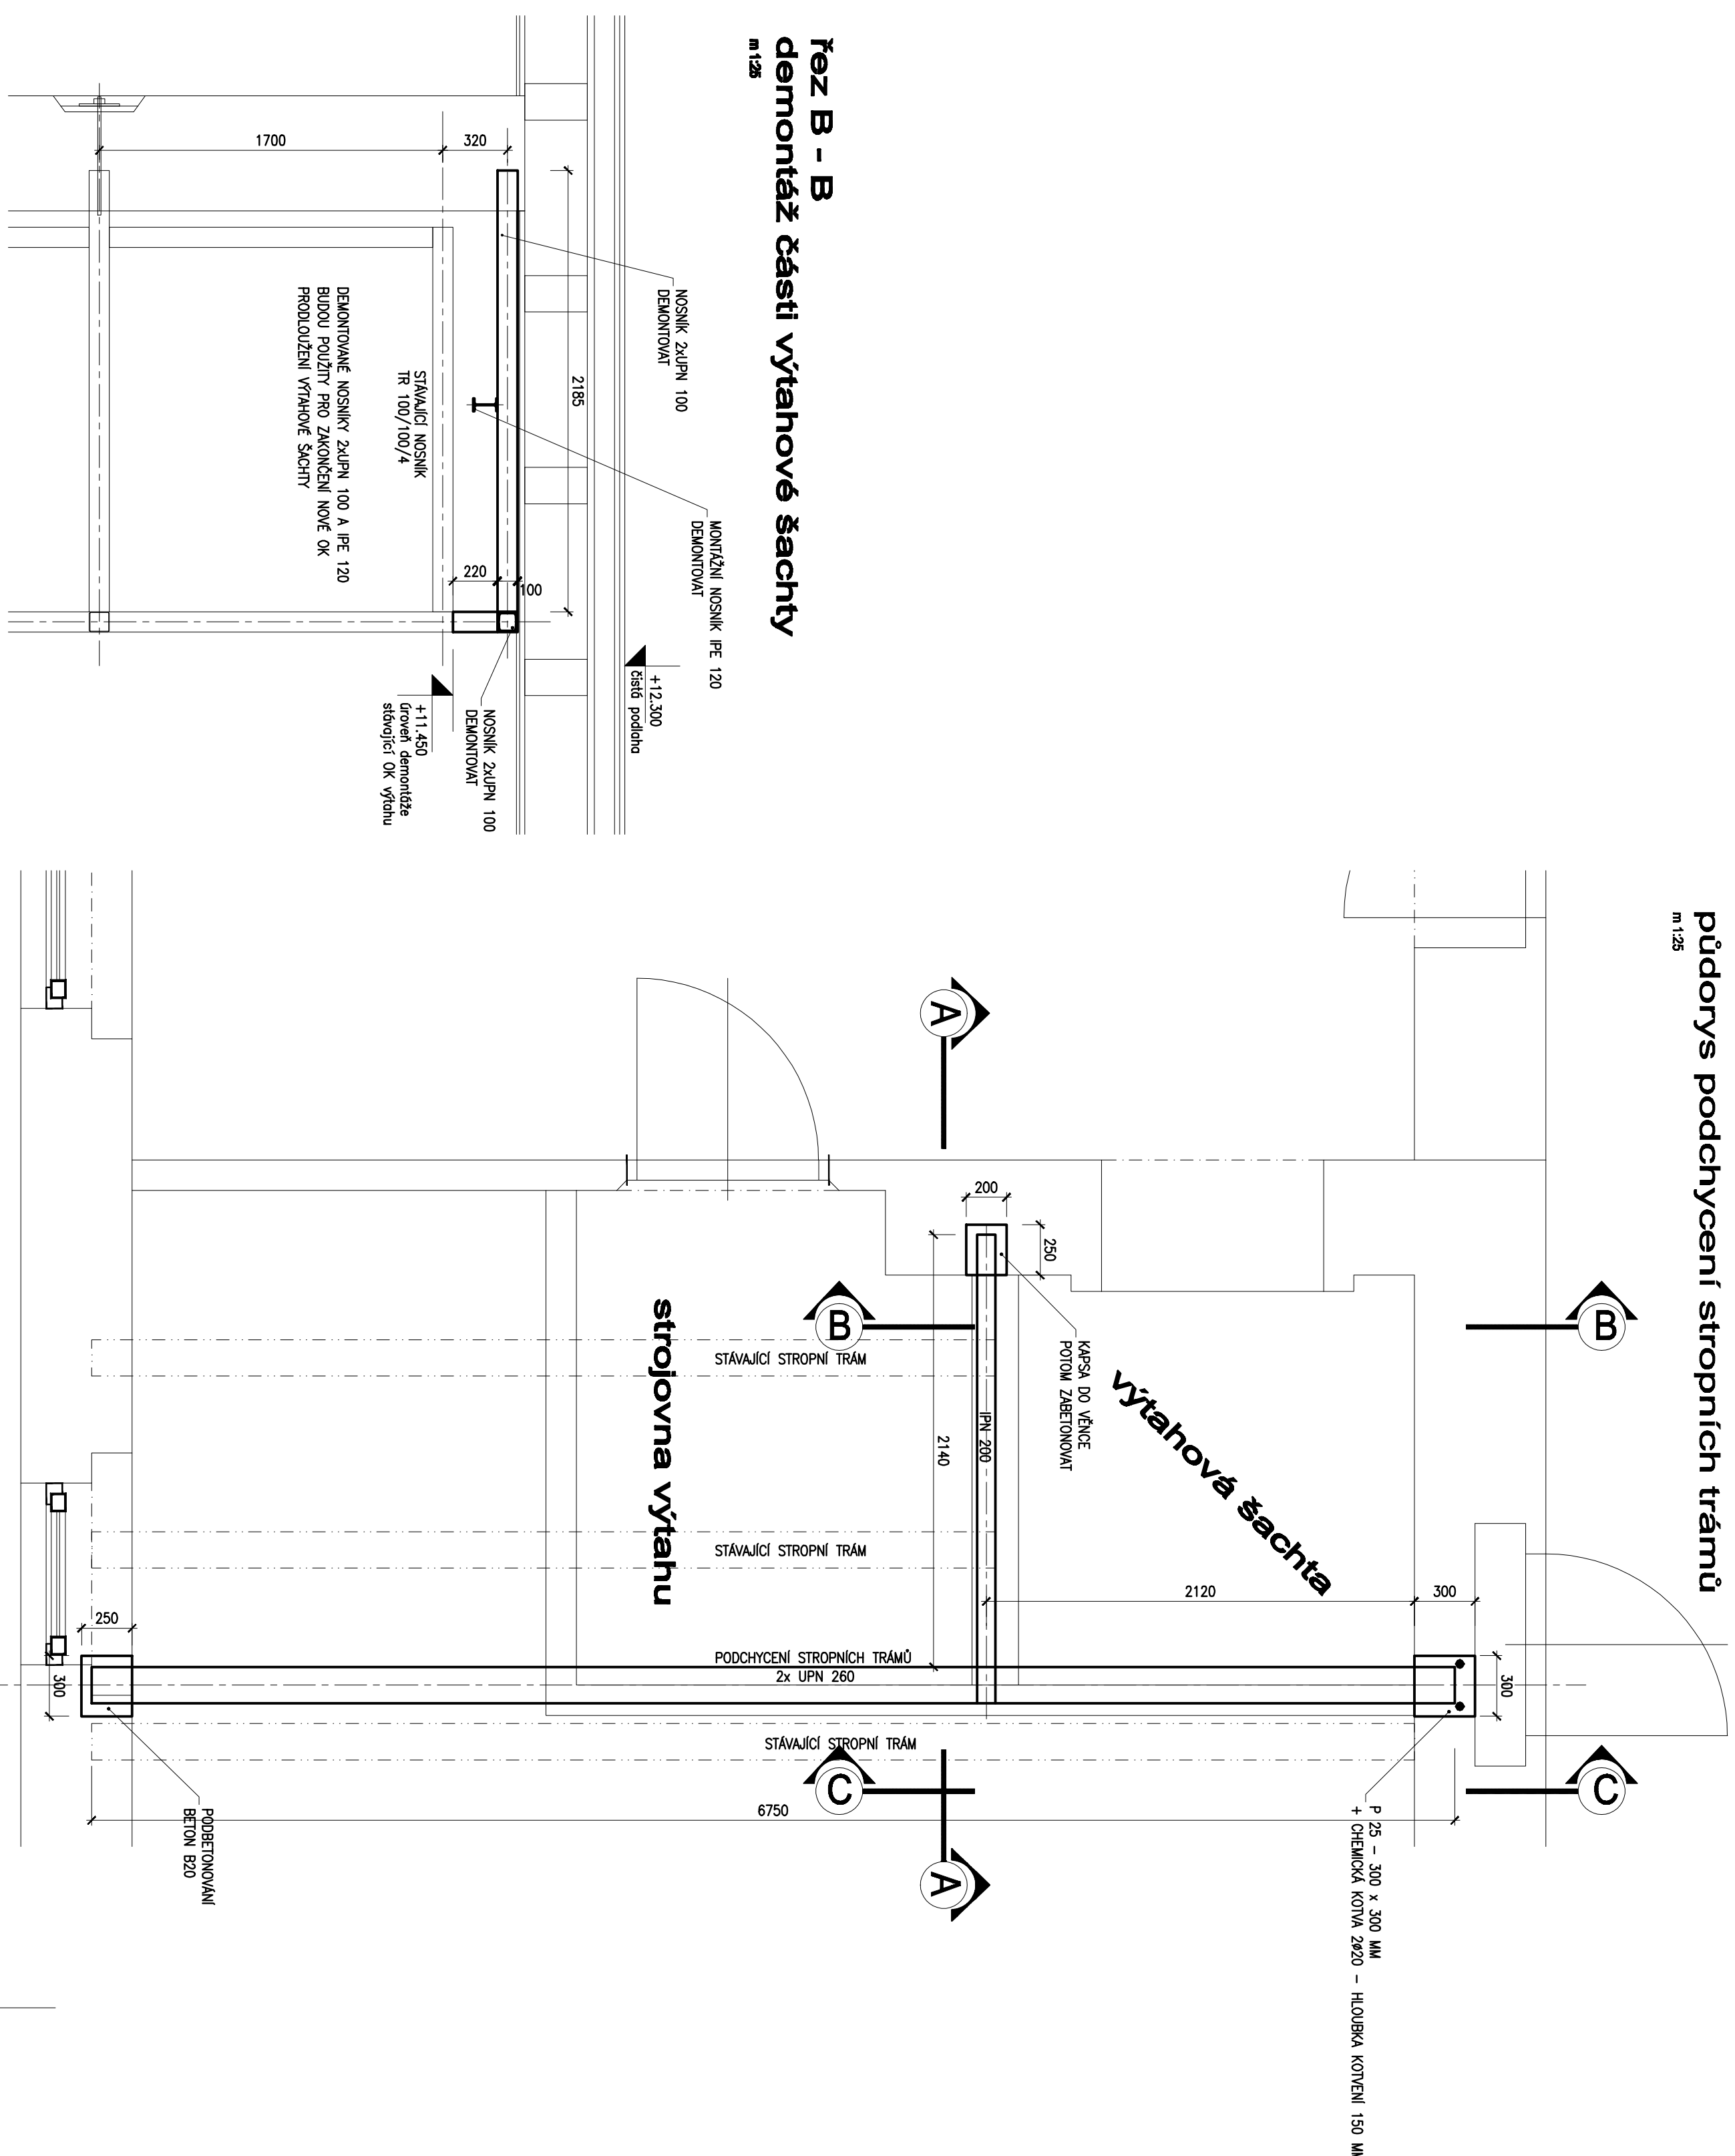 řez B - B
demontáž části výtahové šachty
m 1:25
NOSNÍK 2xUPN 100
DEMONTOVAT
MONTÁŽNÍ NOSNÍK IPE 120
DEMONTOVAT
+12.300
čistá podlaha
2185
320
1700
100
220
NOSNÍK 2xUPN 100
DEMONTOVAT
+11.450
úroveň demontáže
stávající OK výtahu
STÁVAJÍCÍ NOSNÍK
TR 100/100/4
DEMONTOVANÉ NOSNÍKY 2xUPN 100 A IPE 120
BUDOU POUŽITY PRO ZAKONČENÍ NOVÉ OK
PRODLOUŽENÍ VÝTAHOVÉ ŠACHTY
půdorys podchycení stropních trámů
m 1:25
B
C
300
300
P 25 - 300 x 300 MM
+ CHEMICKÁ KOTVA 2ø20 - HLOUBKA KOTVENÍ 150 MM
2120
výtahová šachta
KAPSA DO VĚNCE
POTOM ZABETONOVAT
250
200
IPN 200
2140
A
A
B
C
STÁVAJÍCÍ STROPNÍ TRÁM
STÁVAJÍCÍ STROPNÍ TRÁM
PODCHYCENÍ STROPNÍCH TRÁMŮ
2x UPN 260
STÁVAJÍCÍ STROPNÍ TRÁM
6750
strojovna výtahu
250
300
PODBETONOVÁNÍ
BETON B20